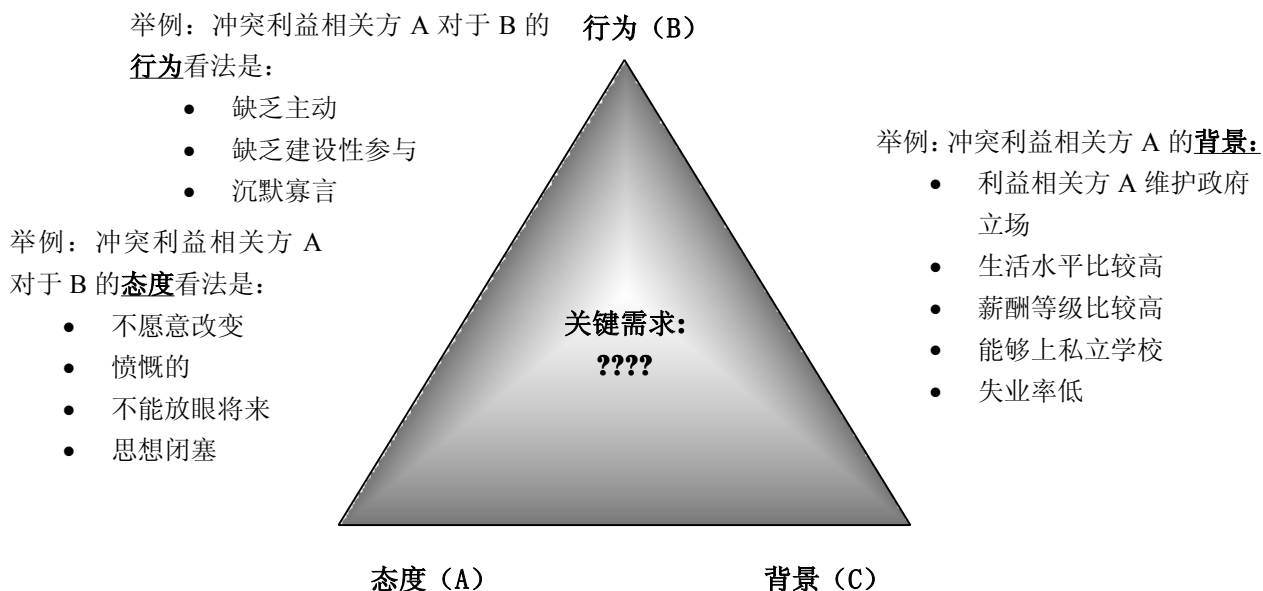 举例：冲突利益相关方 A 对于 B 的
行为看法是：
• 缺乏主动
• 缺乏建设性参与
• 沉默寡言
行为（B）
举例：冲突利益相关方 A 的背景：
• 利益相关方 A 维护政府
立场
• 生活水平比较高
• 薪酬等级比较高
• 能够上私立学校
• 失业率低
举例：冲突利益相关方 A
对于 B 的态度看法是：
• 不愿意改变
• 愤慨的
• 不能放眼将来
• 思想闭塞
关键需求:
????
态度（A）
背景（C）